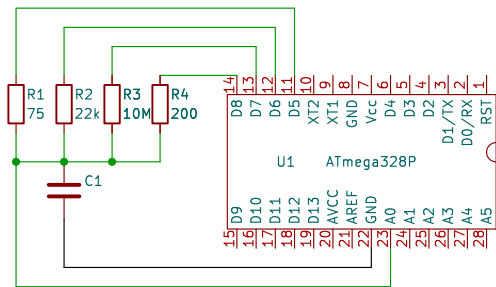 14 13 12 11 10 9 8 7 6 5 4 3 2 1
D8 D7 D6 D5 XT2 XT1 GND Vcc D4 D3 D2 D1/TX D0/RX RST
R1 R2 R3 R4
75 22k 10M 200
U1 ATmega328P
C1
D9 D10 D11 D12 D13 AVCC AREF GND A0 A1 A2 A3 A4 A5
15 16 17 18 19 20 21 22 23 24 25 26 27 28